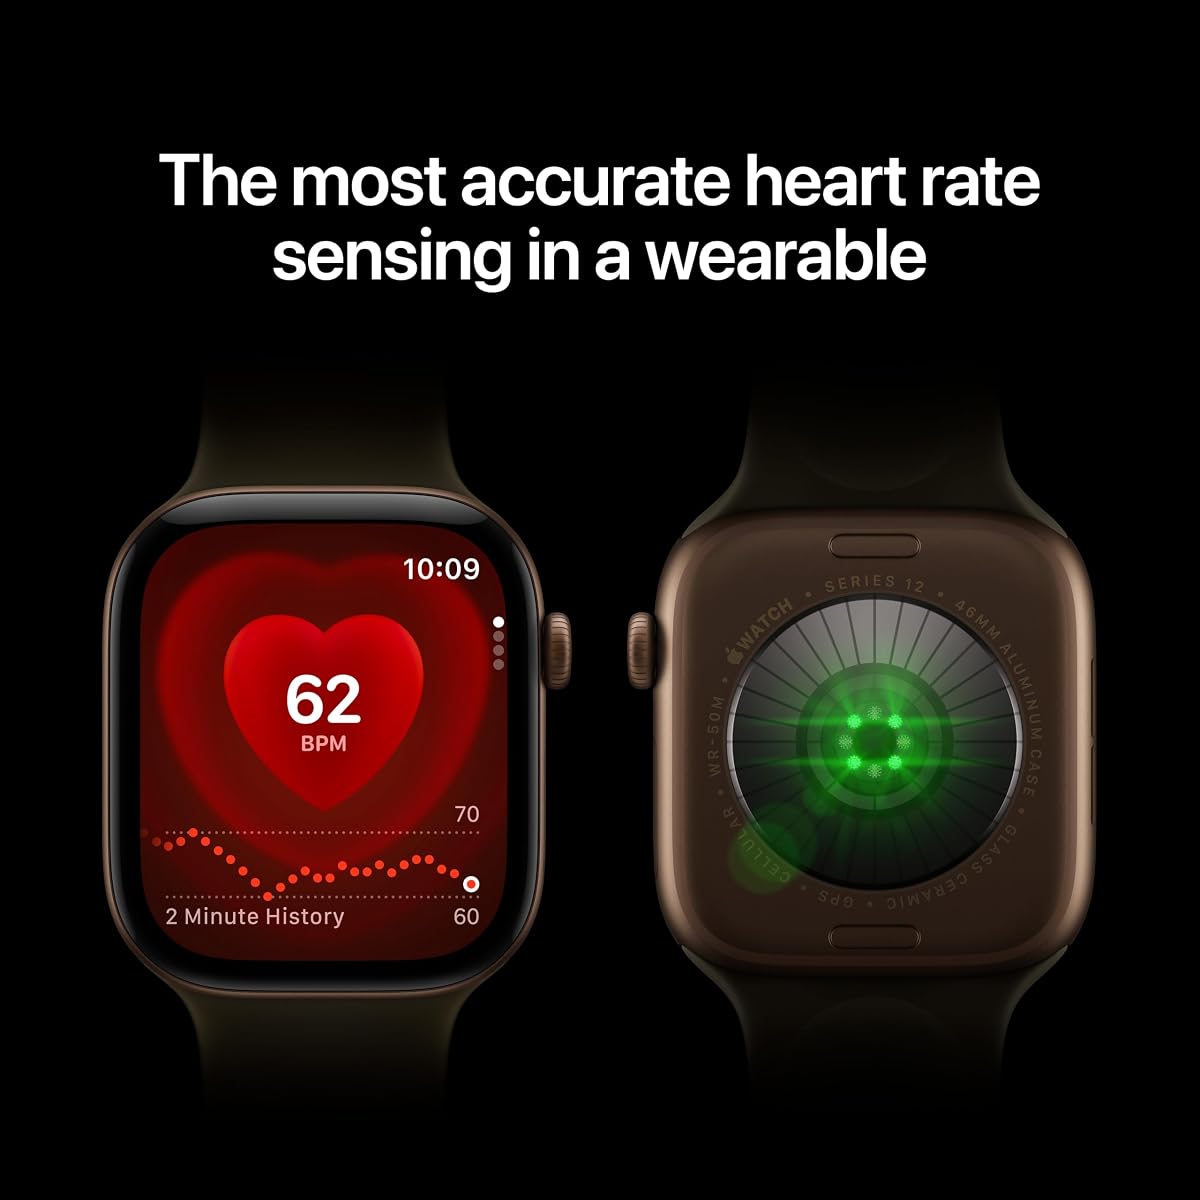 The most accurate heart rate
sensing in a wearable
10:09
62
BPM
70
2 Minute History
60
WATCH • SERIES 12 • 46MM ALUMINUM CASE • GLASS CERAMIC • GPS • CELLULAR • WR-50M •